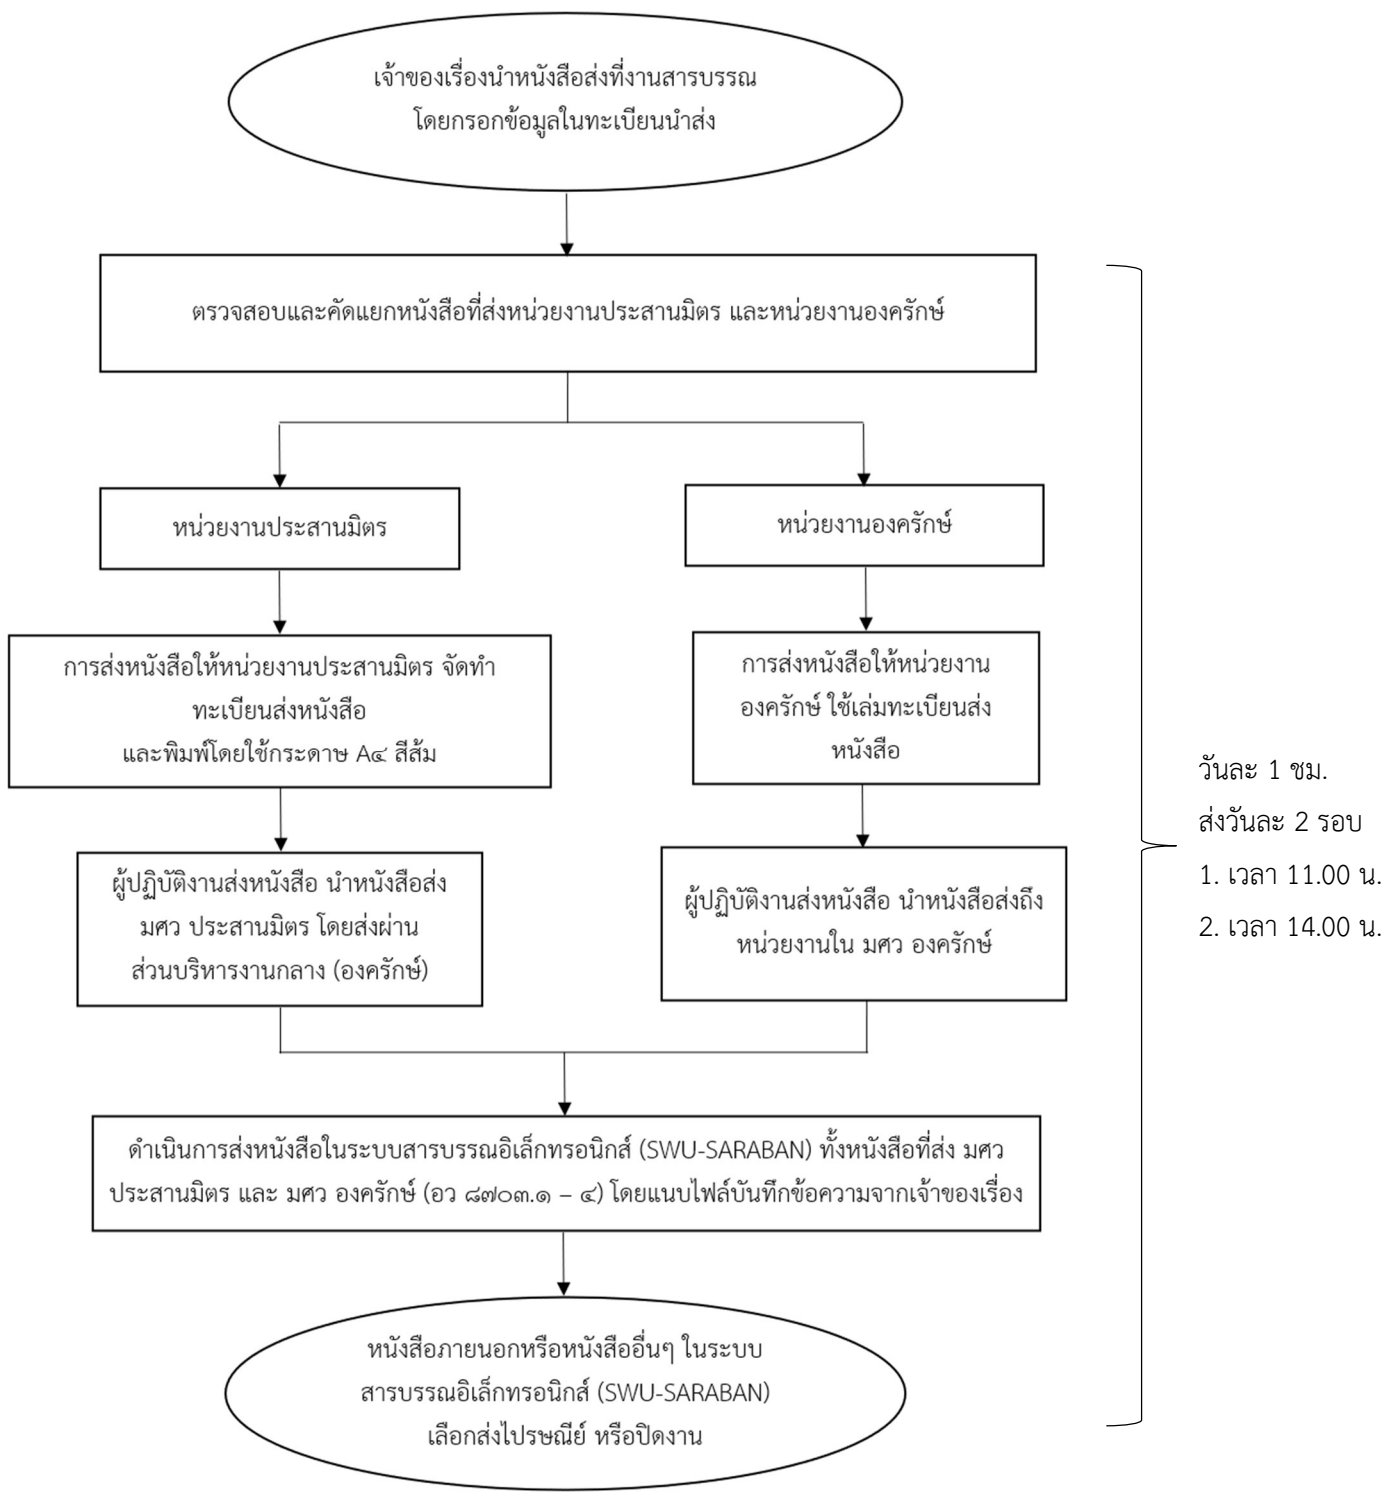 เจ้าของเรื่องนำหนังสือส่งที่งานสารบรรณ
โดยกรอกข้อมูลในทะเบียนนำส่ง
ตรวจสอบและคัดแยกหนังสือที่ส่งหน่วยงานประสานมิตร และหน่วยงานองครักษ์
หน่วยงานประสานมิตร
หน่วยงานองครักษ์
การส่งหนังสือให้หน่วยงานประสานมิตร จัดทำ
ทะเบียนส่งหนังสือ
และพิมพ์โดยใช้กระดาษ A๔ สีส้ม
การส่งหนังสือให้หน่วยงาน
องครักษ์ ใช้เล่มทะเบียนส่ง
หนังสือ
ผู้ปฏิบัติงานส่งหนังสือ นำหนังสือส่ง
มศว ประสานมิตร โดยส่งผ่าน
ส่วนบริหารงานกลาง (องครักษ์)
ผู้ปฏิบัติงานส่งหนังสือ นำหนังสือส่งถึง
หน่วยงานใน มศว องครักษ์
วันละ 1 ชม.
ส่งวันละ 2 รอบ
1. เวลา 11.00 น.
2. เวลา 14.00 น.
ดำเนินการส่งหนังสือในระบบสารบรรณอิเล็กทรอนิกส์ (SWU-SARABAN) ทั้งหนังสือที่ส่ง มศว
ประสานมิตร และ มศว องครักษ์ (อว ๘๗๐๓.๑ – ๔) โดยแนบไฟล์บันทึกข้อความจากเจ้าของเรื่อง
หนังสือภายนอกหรือหนังสืออื่นๆ ในระบบ
สารบรรณอิเล็กทรอนิกส์ (SWU-SARABAN)
เลือกส่งไปรษณีย์ หรือปิดงาน